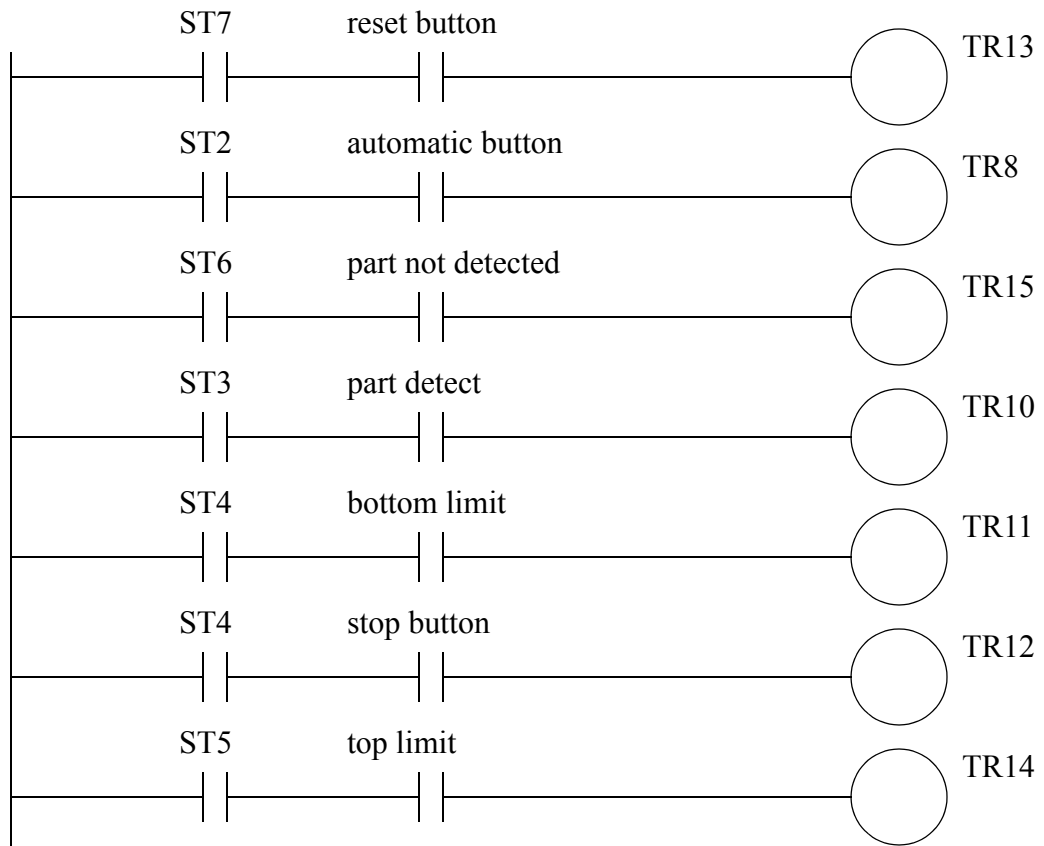 ST7 reset button TR13
ST2 automatic button TR8
ST6 part not detected TR15
ST3 part detect TR10
ST4 bottom limit TR11
ST4 stop button TR12
ST5 top limit TR14